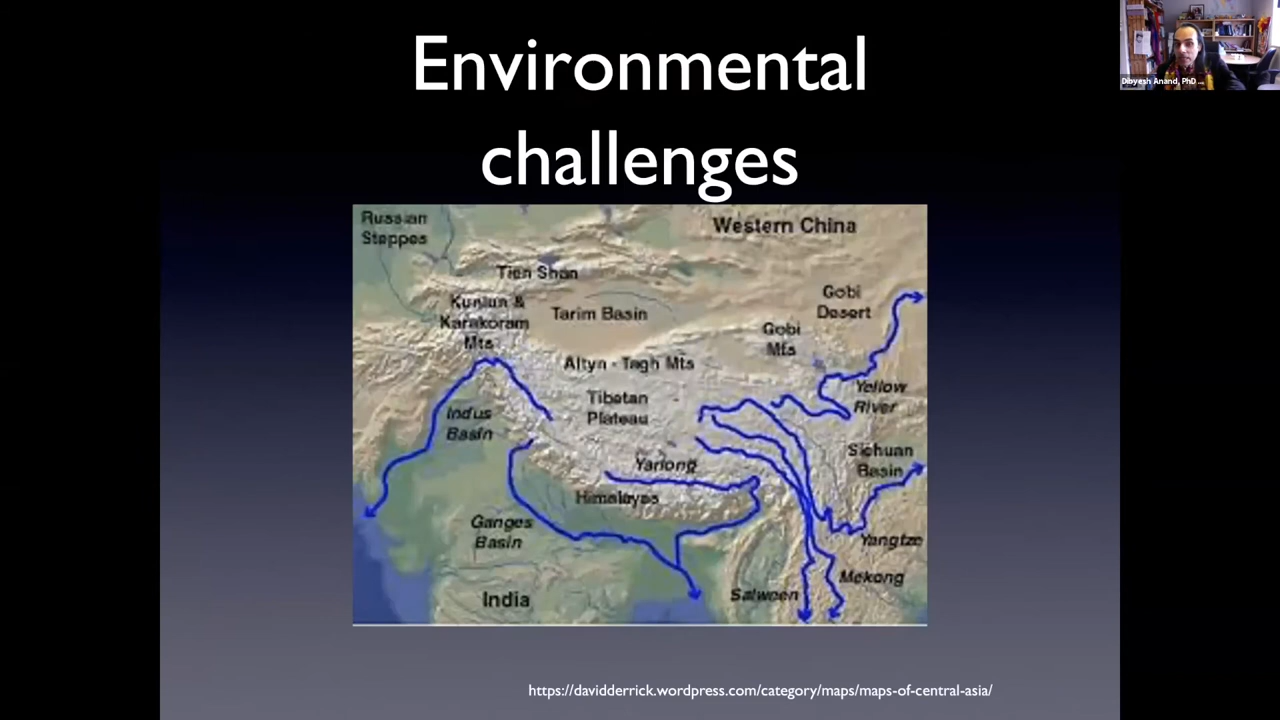 Environmental
challenges
Dibyesh Anand, PhD ...
Russian
Steppes
Western China
Tien Shan
Kunlun &
Karakoram
Mts
Tarim Basin
Gobi
Desert
Gobi
Mts
Altyn - Tagh Mts
Tibetan
Plateau
Yellow
River
Indus
Basin
Sichuan
Basin
Yarlong
Himalayas
Ganges
Basin
Yangtze
Mekong
Salween
India
https://davidderrick.wordpress.com/category/maps/maps-of-central-asia/